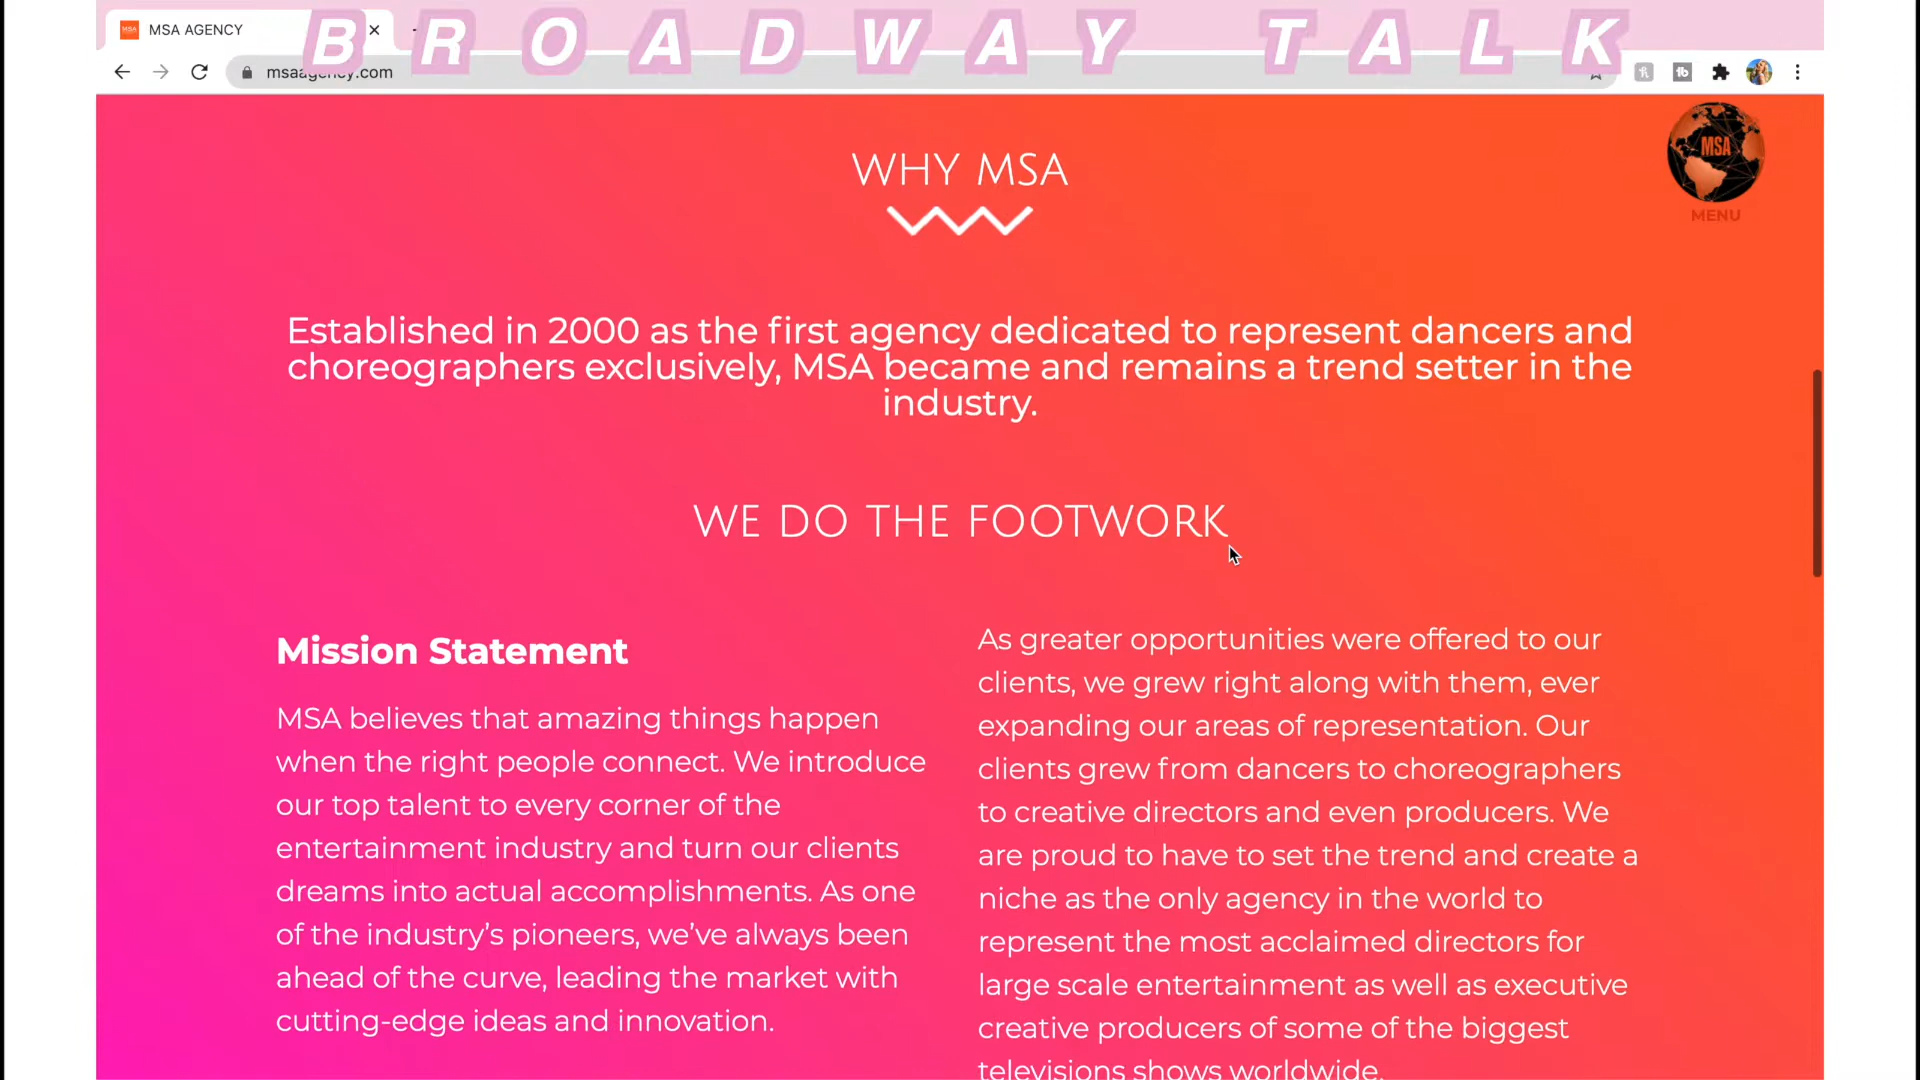 BROADWAY TALK
MSA AGENCY
msaagency.com
MSA
MENU
WHY MSA
Established in 2000 as the first agency dedicated to represent dancers and
choreographers exclusively, MSA became and remains a trend setter in the
industry.
WE DO THE FOOTWORK
Mission Statement
MSA believes that amazing things happen
when the right people connect. We introduce
our top talent to every corner of the
entertainment industry and turn our clients
dreams into actual accomplishments. As one
of the industry’s pioneers, we’ve always been
ahead of the curve, leading the market with
cutting-edge ideas and innovation.
As greater opportunities were offered to our
clients, we grew right along with them, ever
expanding our areas of representation. Our
clients grew from dancers to choreographers
to creative directors and even producers. We
are proud to have to set the trend and create a
niche as the only agency in the world to
represent the most acclaimed directors for
large scale entertainment as well as executive
creative producers of some of the biggest
televisions shows worldwide.